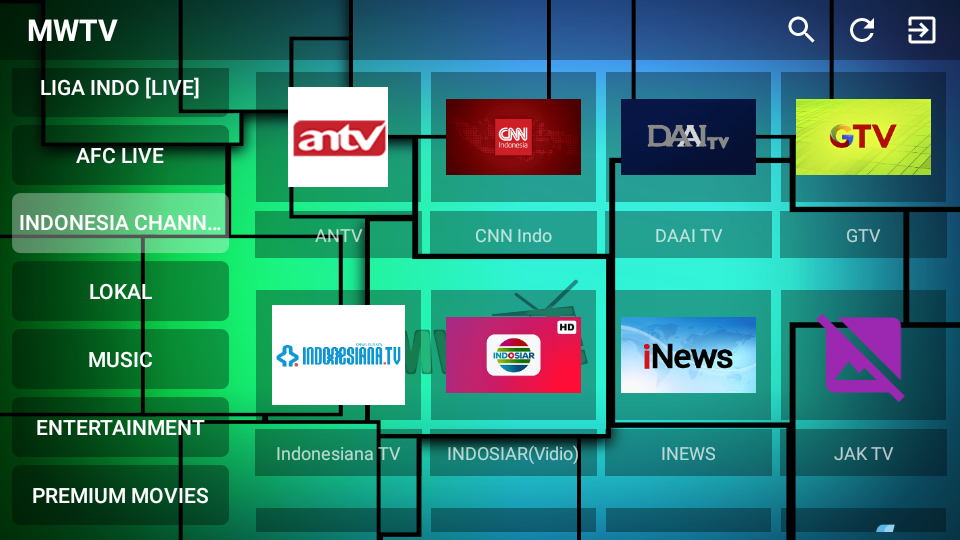 MWTV
LIGA INDO [LIVE]
AFC LIVE
INDONESIA CHANN...
LOKAL
MUSIC
ENTERTAINMENT
PREMIUM MOVIES
antv
CNN
Indonesia
DAAI TV
GTV
ANTV
CNN Indo
DAAI TV
GTV
INDONESIANA.TV
HD
INDOSIAR
iNews
Indonesiana TV
INDOSIAR(Vidio)
INEWS
JAK TV